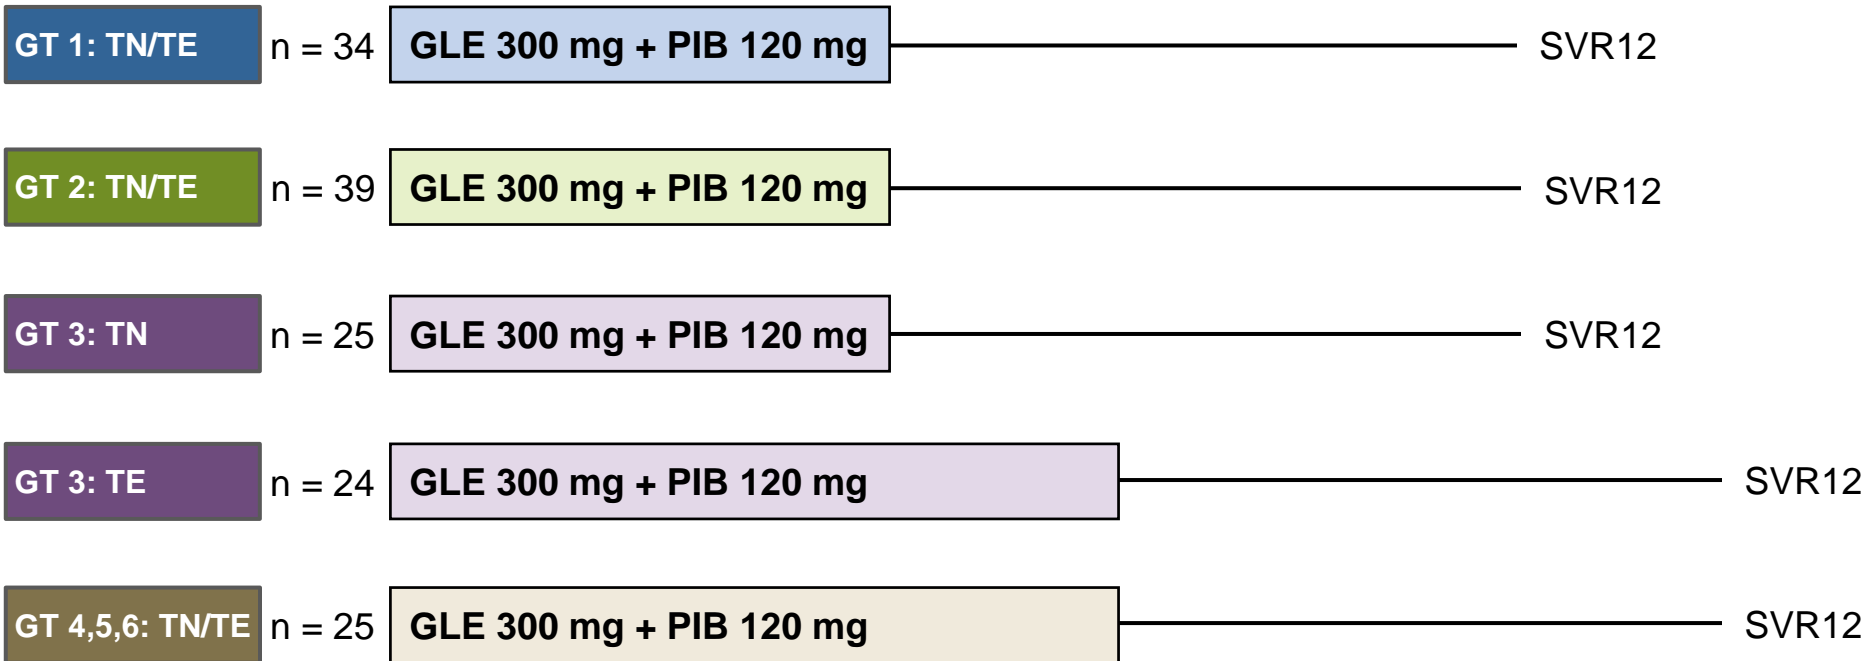 GT 1: TN/TE n = 34 GLE 300 mg + PIB 120 mg SVR12
GT 2: TN/TE n = 39 GLE 300 mg + PIB 120 mg SVR12
GT 3: TN n = 25 GLE 300 mg + PIB 120 mg SVR12
GT 3: TE n = 24 GLE 300 mg + PIB 120 mg SVR12
GT 4,5,6: TN/TE n = 25 GLE 300 mg + PIB 120 mg SVR12